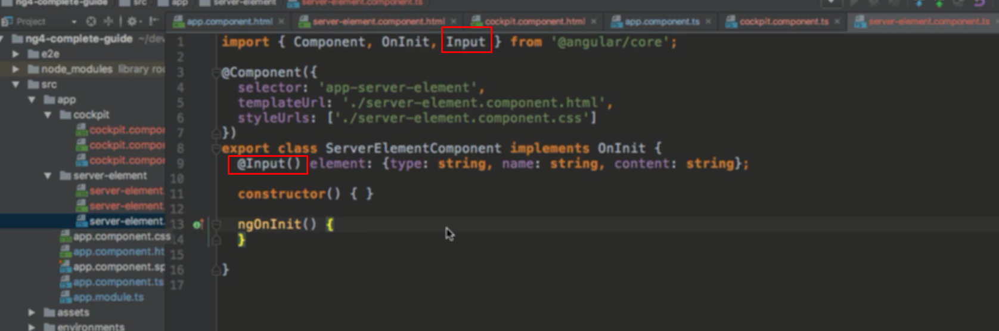 ng4-complete-guide src app server-element server-element.component.ts
Project
app.component.html server-element.component.html cockpit.component.html app.component.ts cockpit.component.ts server-element.component.ts
ng4-complete-guide ~/dev
e2e
node_modules library roo
src
app
cockpit
cockpit.compor
cockpit.compor
cockpit.compor
server-element
server-element.
server-element.
server-element.
app.component.css
app.component.ht
app.component.sp
app.component.ts
app.module.ts
assets
environments
1 import { Component, OnInit, Input } from '@angular/core';
2
3 @Component({
4 selector: 'app-server-element',
5 templateUrl: './server-element.component.html',
6 styleUrls: ['./server-element.component.css']
7 })
8 export class ServerElementComponent implements OnInit {
9 @Input() element: {type: string, name: string, content: string};
10
11 constructor() { }
12
13 ngOnInit() {
14 }
15
16 }
17